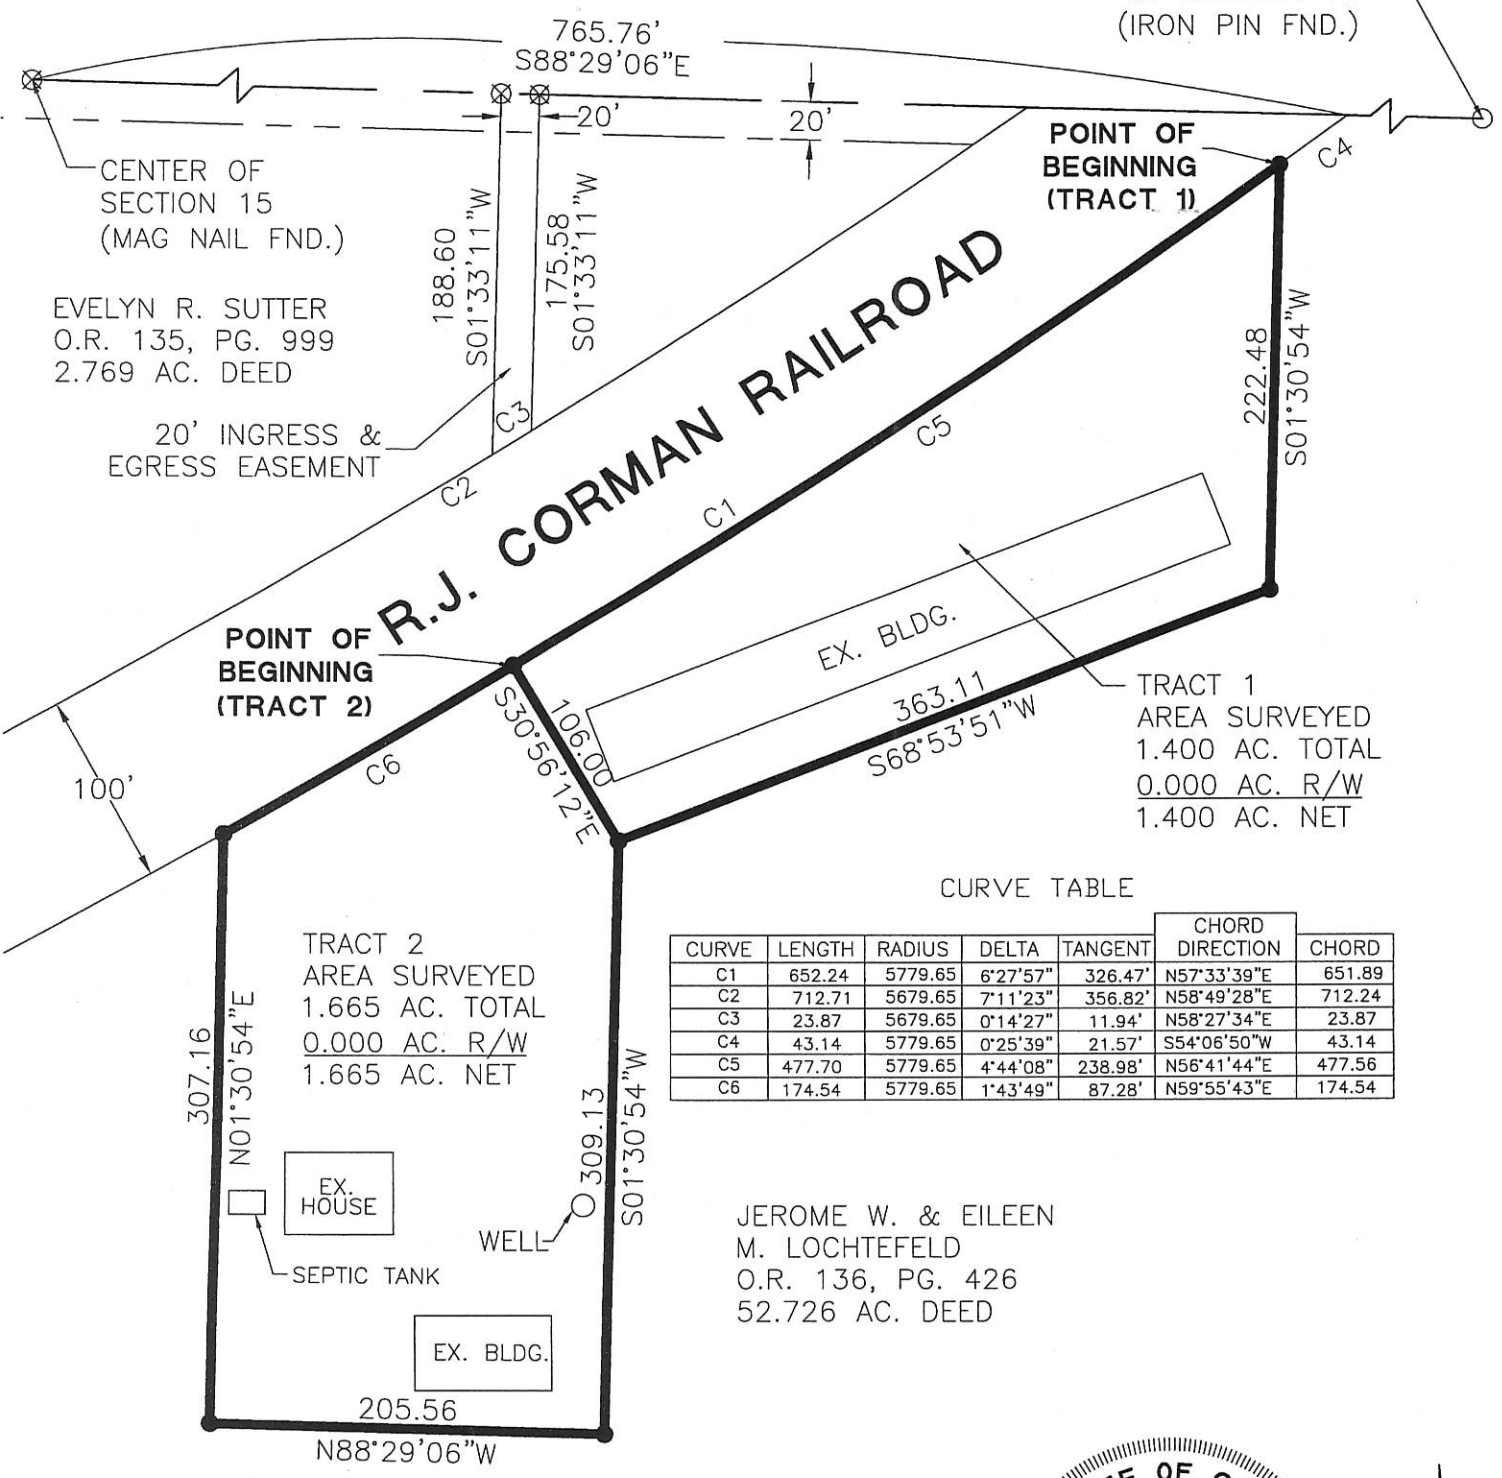 765.76'
S88°29'06"E
(IRON PIN FND.)
20'
20'
CENTER OF
SECTION 15
(MAG NAIL FND.)
POINT OF
BEGINNING
(TRACT 1)
C4
188.60
S01°33'11"W
175.58
S01°33'11"W
EVELYN R. SUTTER
O.R. 135, PG. 999
2.769 AC. DEED
20' INGRESS &
EGRESS EASEMENT
C3
C2
R.J. CORMAN RAILROAD
C1
C5
222.48
S01°30'54"W
POINT OF
BEGINNING
(TRACT 2)
100'
C6
106.00
S30°56'12"E
EX. BLDG.
363.11
S68°53'51"W
TRACT 1
AREA SURVEYED
1.400 AC. TOTAL
0.000 AC. R/W
1.400 AC. NET
CURVE TABLE
CURVE LENGTH RADIUS DELTA TANGENT CHORD DIRECTION CHORD
C1 652.24 5779.65 6°27'57" 326.47' N57°33'39"E 651.89
C2 712.71 5679.65 7°11'23" 356.82' N58°49'28"E 712.24
C3 23.87 5679.65 0°14'27" 11.94' N58°27'34"E 23.87
C4 43.14 5779.65 0°25'39" 21.57' S54°06'50"W 43.14
C5 477.70 5779.65 4°44'08" 238.98' N56°41'44"E 477.56
C6 174.54 5779.65 1°43'49" 87.28' N59°55'43"E 174.54
TRACT 2
AREA SURVEYED
1.665 AC. TOTAL
0.000 AC. R/W
1.665 AC. NET
307.16
N01°30'54"E
309.13
S01°30'54"W
EX.
HOUSE
WELL
SEPTIC TANK
EX. BLDG.
205.56
N88°29'06"W
JEROME W. & EILEEN
M. LOCHTEFELD
O.R. 136, PG. 426
52.726 AC. DEED
OF